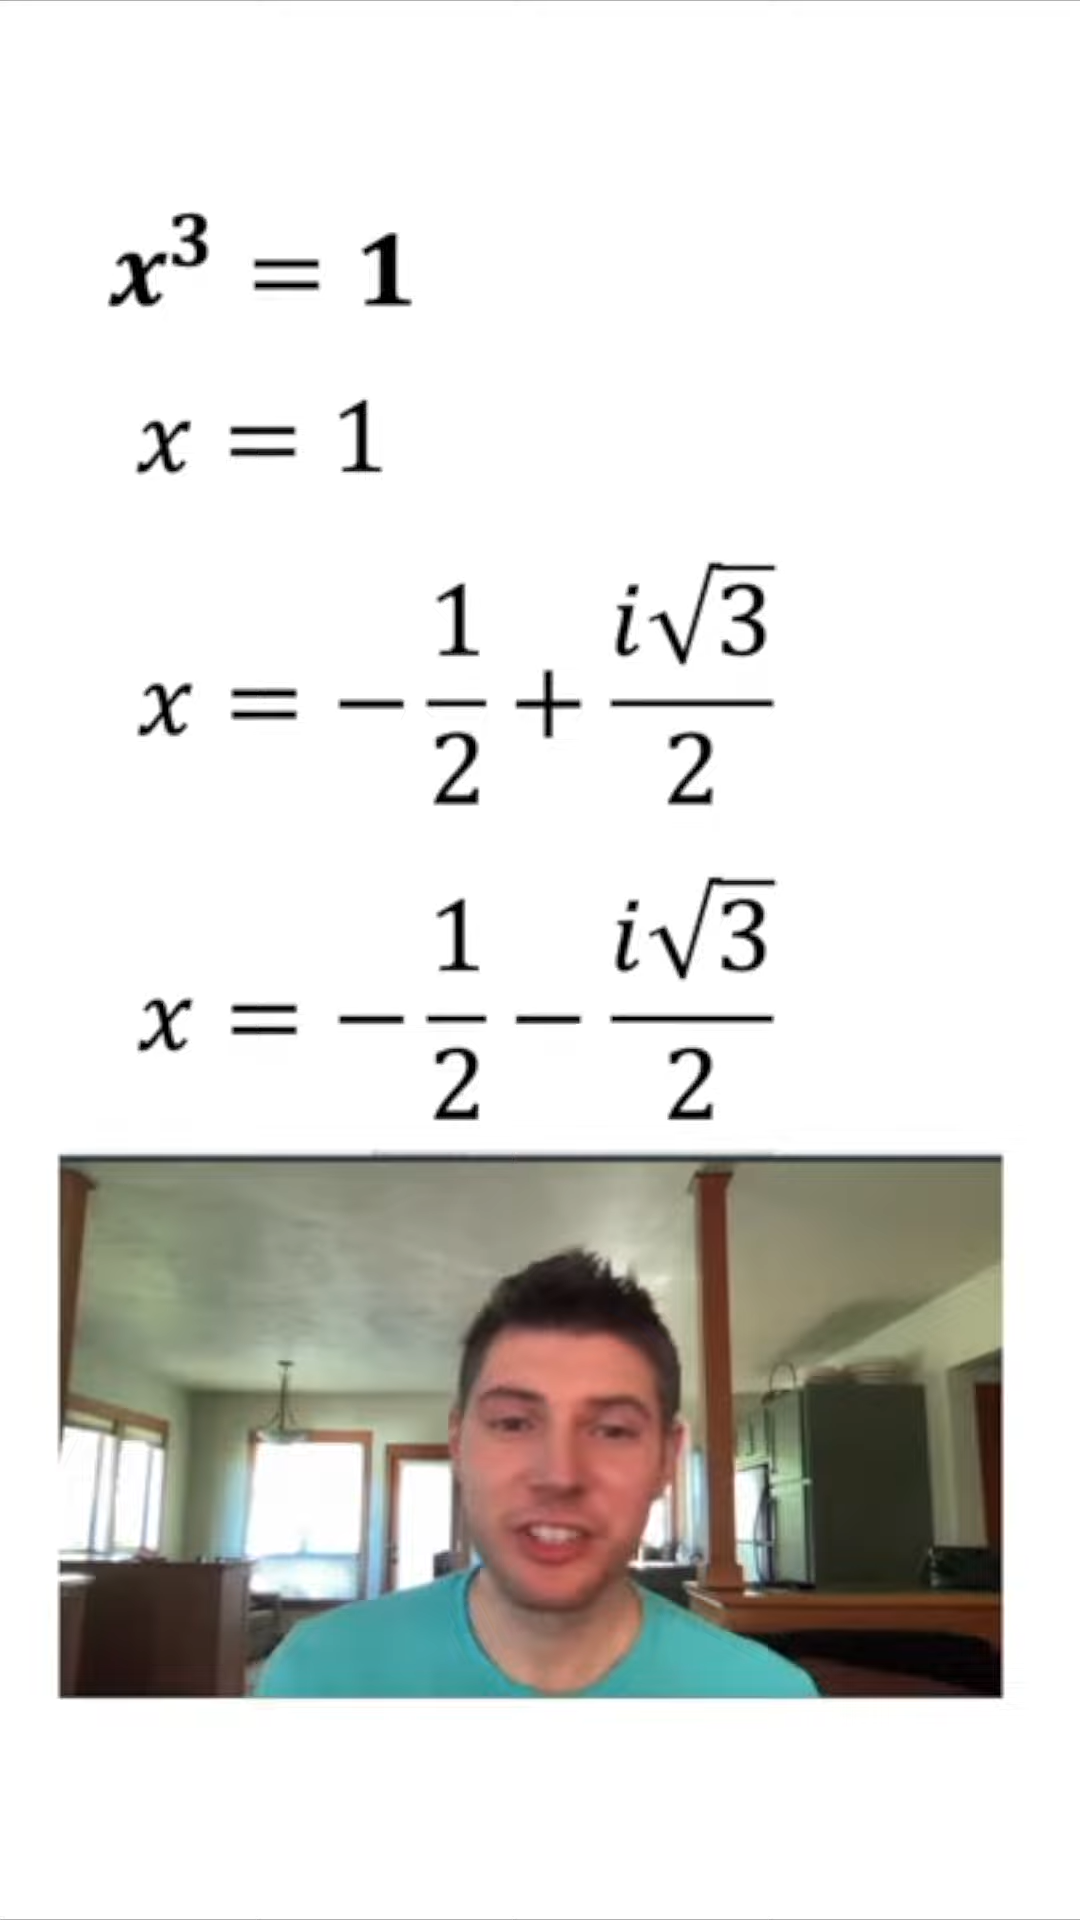 x³ = 1
x = 1
x = −1/2 + i√3/2
x = −1/2 − i√3/2